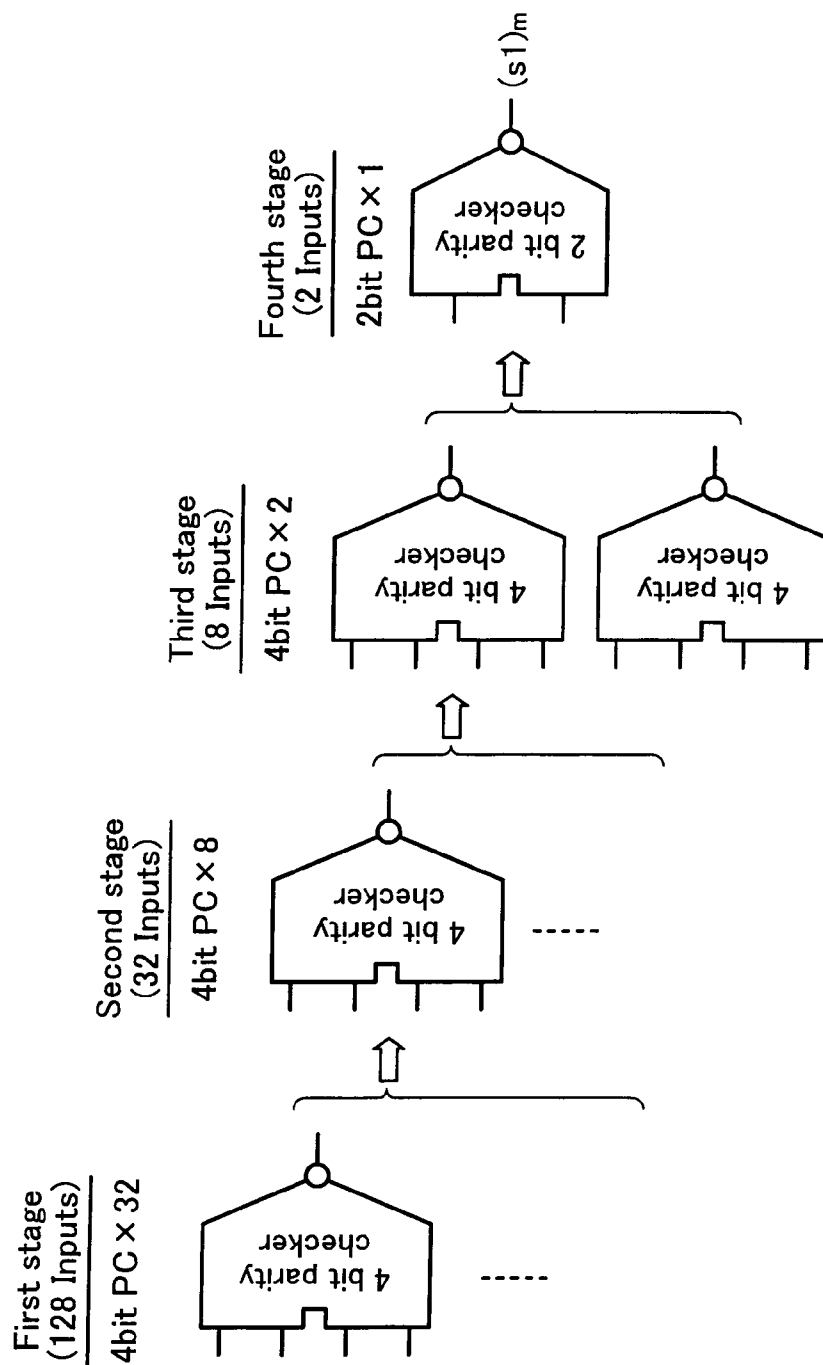 First stage
(128 Inputs)
4bit PC×32
4 bit parity
checker
-----
Second stage
(32 Inputs)
4bit PC×8
4 bit parity
checker
-----
Third stage
(8 Inputs)
4bit PC×2
4 bit parity
checker
4 bit parity
checker
Fourth stage
(2 Inputs)
2bit PC×1
2 bit parity
checker
(s1)m